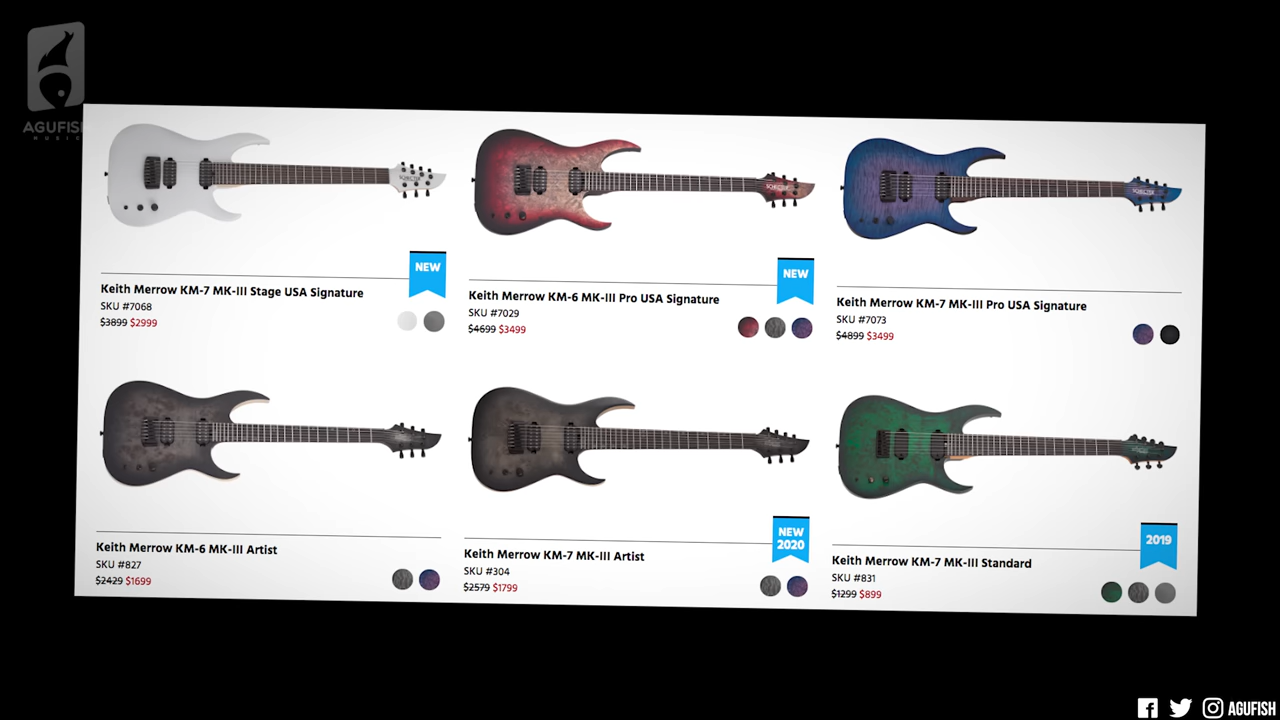 AGUFISH
MUSIC
NEW
Keith Merrow KM-7 MK-III Stage USA Signature
SKU #7068
$3899 $2999
NEW
Keith Merrow KM-6 MK-III Pro USA Signature
SKU #7029
$4699 $3499
Keith Merrow KM-7 MK-III Pro USA Signature
SKU #7073
$4899 $3499
Keith Merrow KM-6 MK-III Artist
SKU #827
$2429 $1699
NEW
2020
Keith Merrow KM-7 MK-III Artist
SKU #304
$2579 $1799
2019
Keith Merrow KM-7 MK-III Standard
SKU #831
$1299 $899
AGUFISH